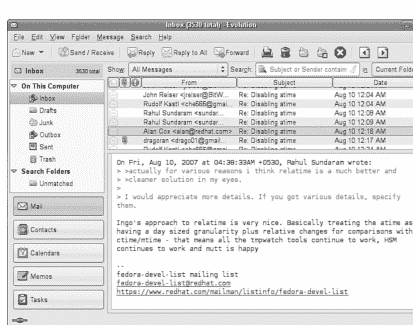 Inbox (3530 total) - Evolution
File Edit View Folder Message Search Help
New Send / Receive Reply Reply to All Forward
Inbox 3530 total
Show: All Messages Search: Subject or Sender contains in Current Folde
On This Computer
Inbox
Drafts
Junk
Outbox
Sent
Trash
Search Folders
Unmatched
Mail
Contacts
Calendars
Memos
Tasks
From Subject Date
John Reiser <jreiser@BitW... Re: Disabling atime Aug 10 12:04 AM
Rudolf Kastl <che666@gmai... Re: Disabling atime Aug 10 12:04 AM
Rahul Sundaram <sundar... Re: Disabling atime Aug 10 12:08 AM
Rahul Sundaram <sundar... Re: Disabling atime Aug 10 12:09 AM
Alan Cox <alan@redhat.com> Re: Disabling atime Aug 10 12:16 AM
dragoran <drago01@gmai... Re: Disabling atime Aug 10 12:17 AM
On Fri, Aug 10, 2007 at 04:38:33AM +0530, Rahul Sundaram wrote:
> >actually for various reasons i think relatime is a much better and
> >cleaner solution in my eyes.
>
> I would appreciate more details. If you got various details, specify
them.
Ingo's approach to relatime is very nice. Basically treating the atime as
having a day sized granularity plus relative changes for comparisons with
ctime/mtime - that means all the tmpwatch tools continue to work, HSM
continues to work and mutt is happy
--
fedora-devel-list mailing list
fedora-devel-list@redhat.com
https://www.redhat.com/mailman/listinfo/fedora-devel-list